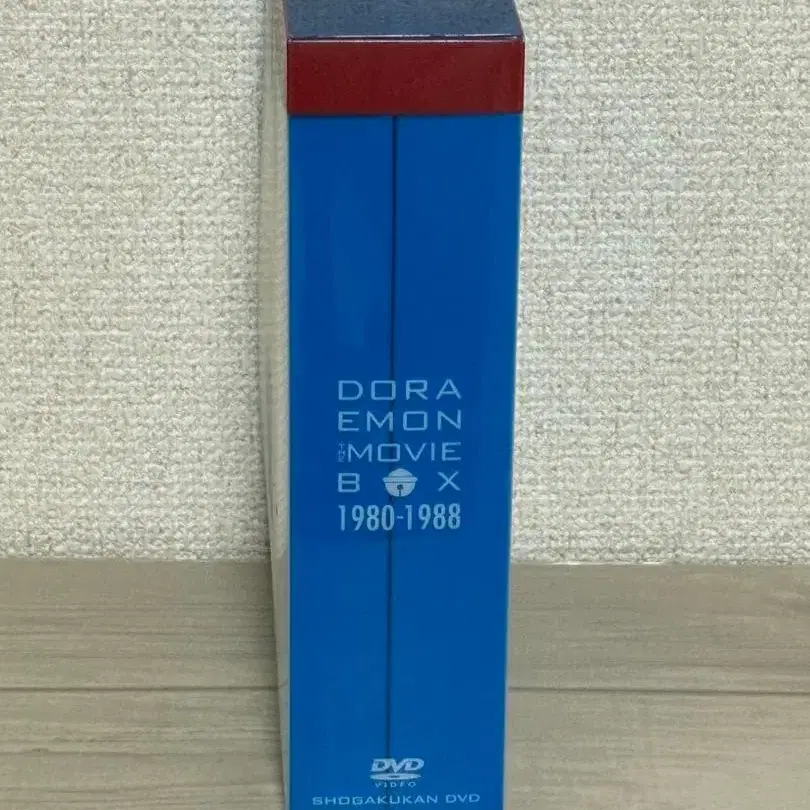 DORA
EMON
THE MOVIE
B X
1980-1988
DVD
VIDEO
SHOGAKUKAN DVD